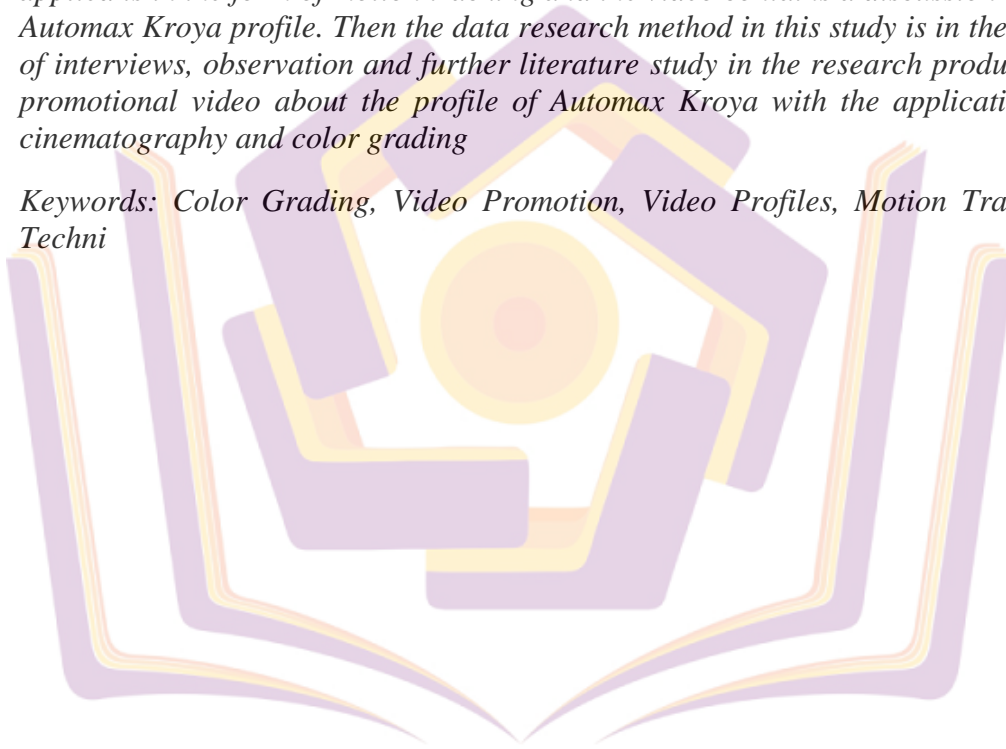 Automax Kroya profile. Then the data research method in this study is in the
of interviews, observation and further literature study in the research produ
promotional video about the profile of Automax Kroya with the applicati
cinematography and color grading
Keywords: Color Grading, Video Promotion, Video Profiles, Motion Tra
Techni